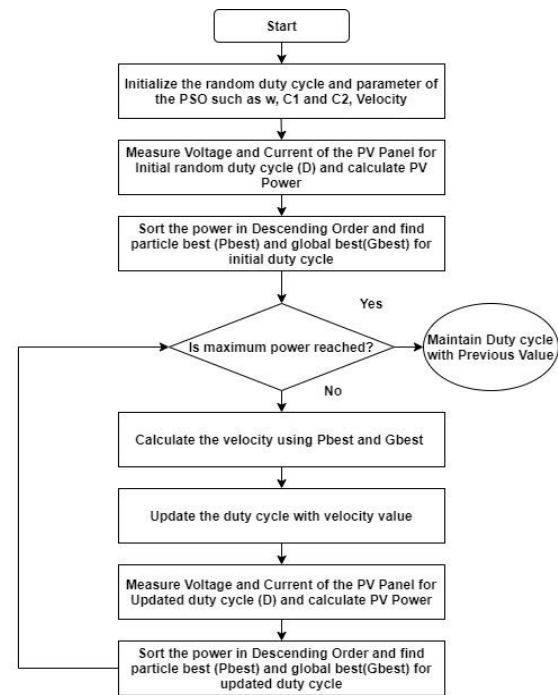 Start
Initialize the random duty cycle and parameter of
the PSO such as w, C1 and C2, Velocity
Measure Voltage and Current of the PV Panel for
Initial random duty cycle (D) and calculate PV
Power
Sort the power in Descending Order and find
particle best (Pbest) and global best(Gbest) for
initial duty cycle
Yes
Is maximum power reached?
Maintain Duty cycle
with Previous Value
No
Calculate the velocity using Pbest and Gbest
Update the duty cycle with velocity value
Measure Voltage and Current of the PV Panel for
Updated duty cycle (D) and calculate PV Power
Sort the power in Descending Order and find
particle best (Pbest) and global best(Gbest) for
updated duty cycle